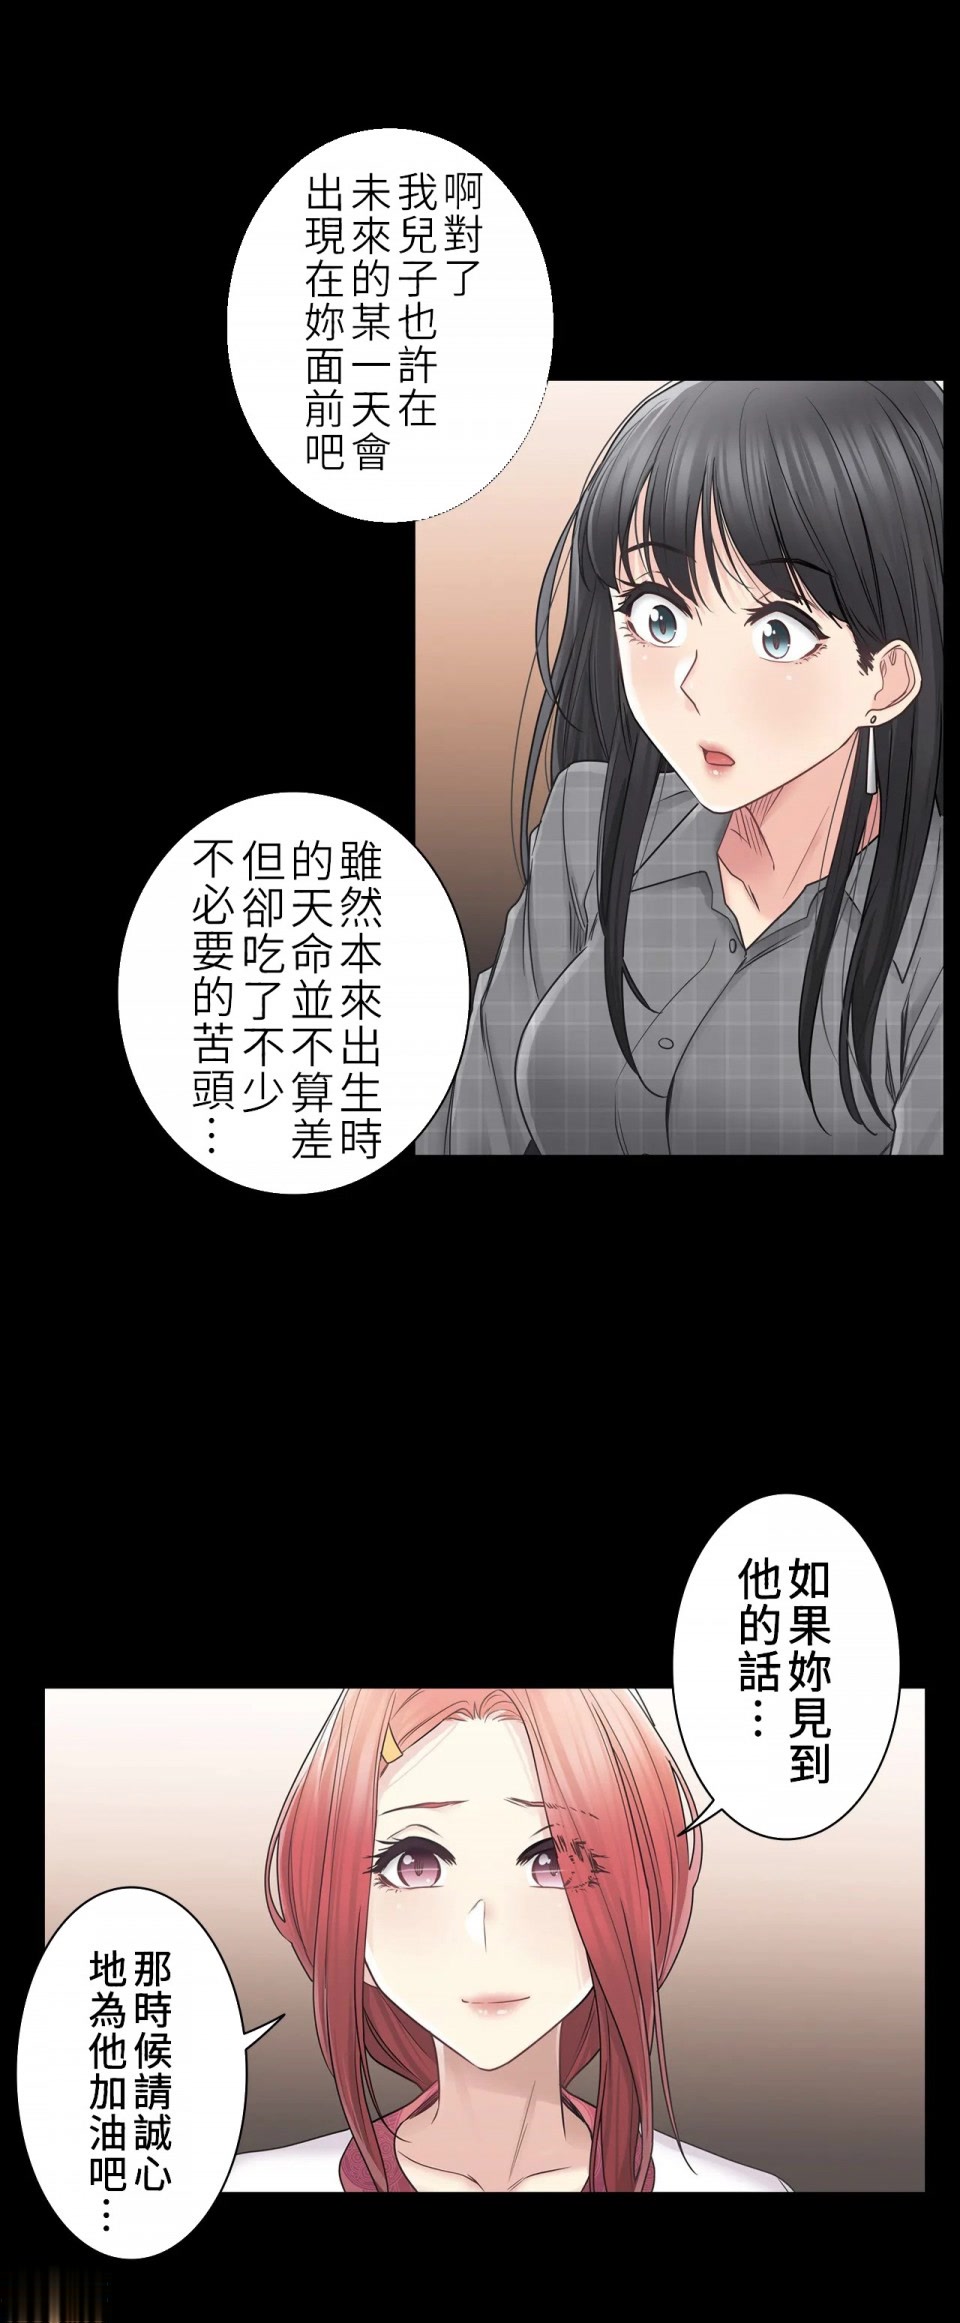 啊對了
我兒子也許在
未來的某一天會
出現在妳面前吧
雖然本來出生時
的天命並不算差
但卻吃了不少
不必要的苦頭…
如果妳見到
他的話…
那時候請誠心
地為他加油吧…